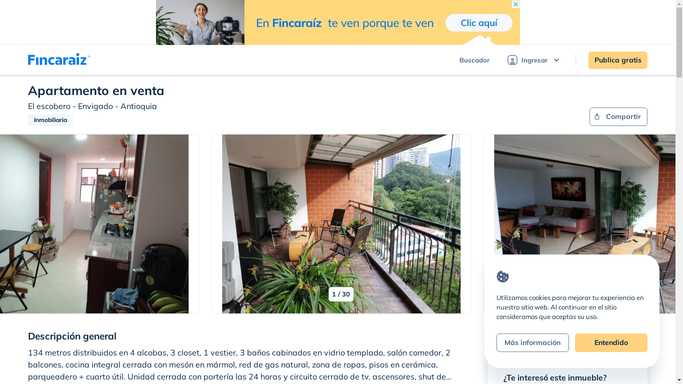 En Fincaraíz te ven porque te ven
Clic aquí
Fincaraiz
Buscador
Ingresar
Publica gratis
Apartamento en venta
El escobero - Envigado - Antioquia
Inmobiliaria
Compartir
1 / 30
Utilizamos cookies para mejorar tu experiencia en
nuestro sitio web. Al continuar en el sitio
consideramos que aceptas su uso.
Más información
Entendido
Descripción general
134 metros distribuidos en 4 alcobas, 3 closet, 1 vestier, 3 baños cabinados en vidrio templada, salón comedor, 2
balcones, cocina integral cerrada con mesón en mármol, red de gas natural, zona de ropas, pisos en cerámica,
parqueadero + cuarto útil. Unidad cerrada con portería las 24 horas y circuito cerrado de tv, ascensores, shut de...
¿Te interesó este inmueble?